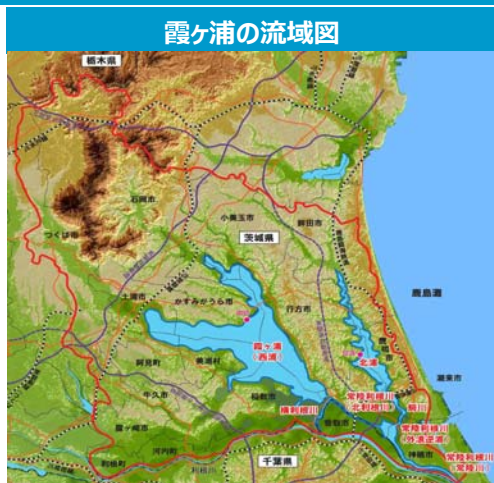 霞ヶ浦の流域図
栃木県
石岡市
小美玉市
鉾田市
つくば市
茨城県
鹿島灘
土浦市
かすみがうら市
行方市
霞ヶ浦
(西浦)
北浦
阿見町
美浦村
潮来市
牛久市
稲敷市
常陸利根川
(北利根川)
鰐川
横利根川
香取市
龍ヶ崎市
常陸利根川
(外浪逆浦)
河内町
神栖市
利根町
利根川
千葉県
常陸利根川
(常陸川)